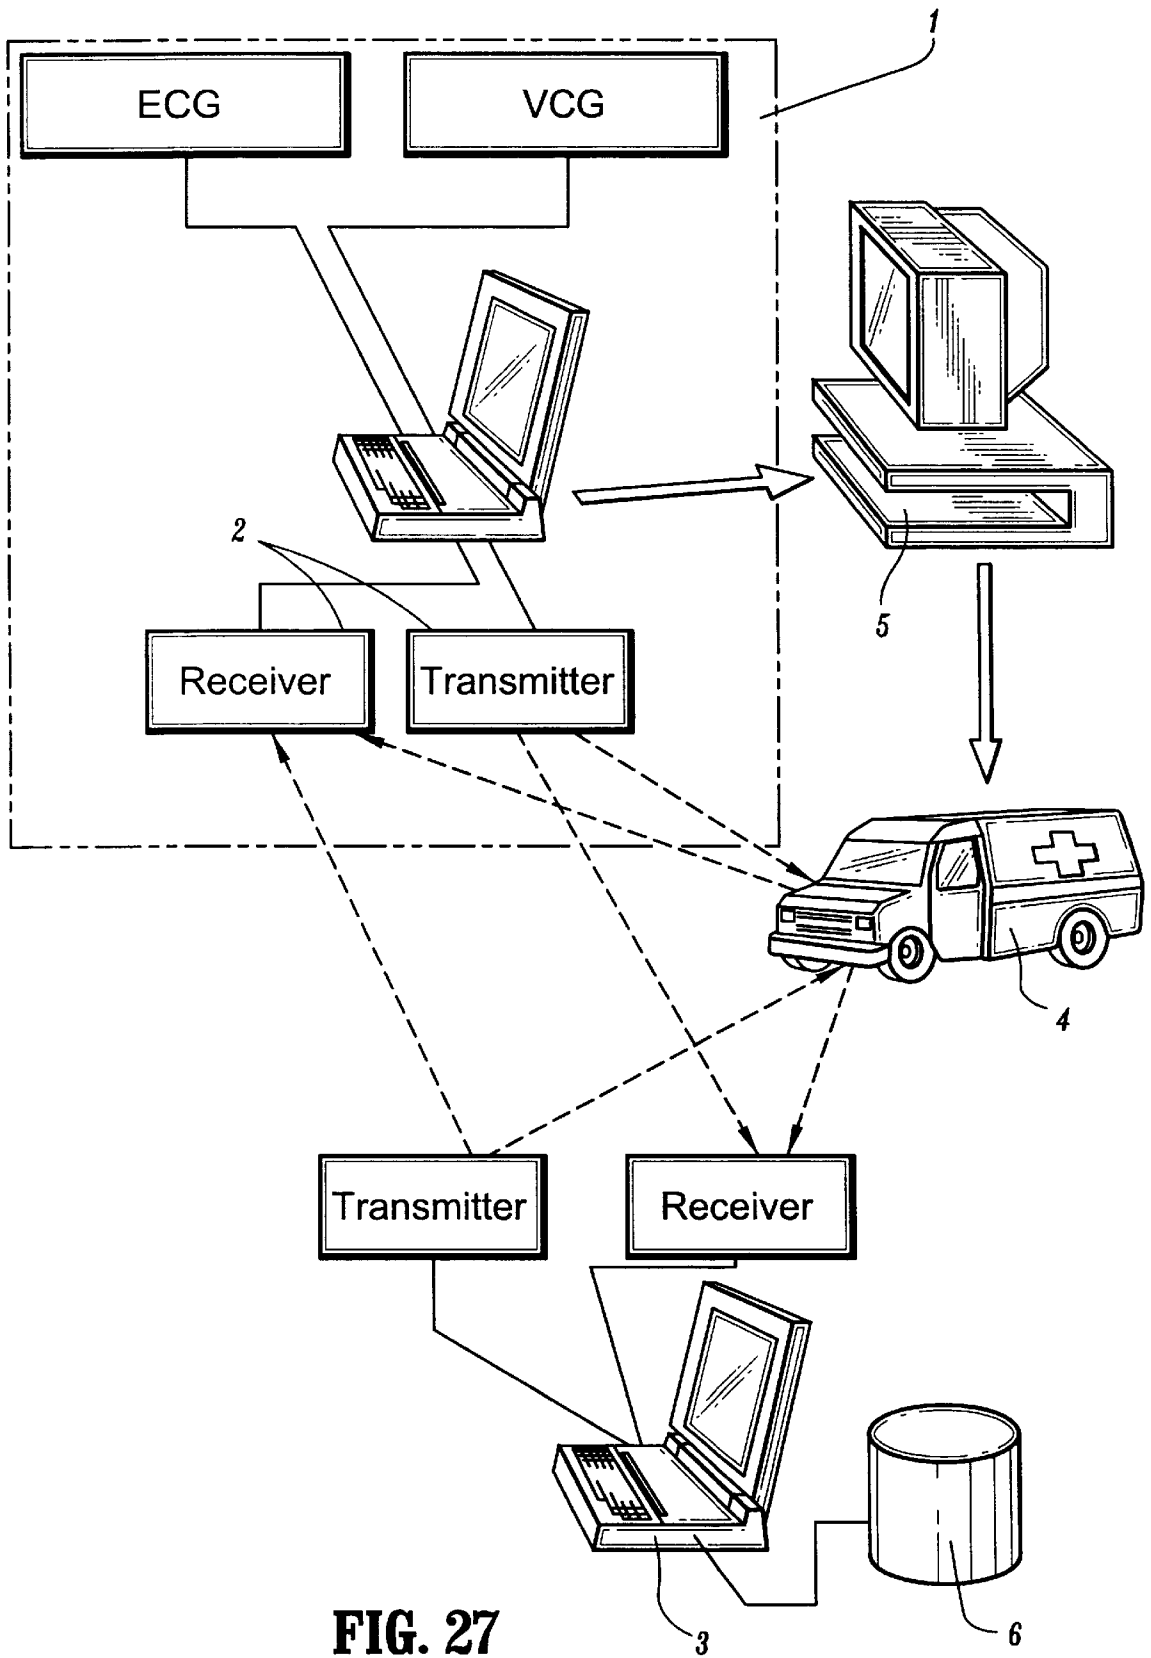 1
ECG
VCG
2
5
Receiver
Transmitter
4
Transmitter
Receiver
3
6
FIG. 27